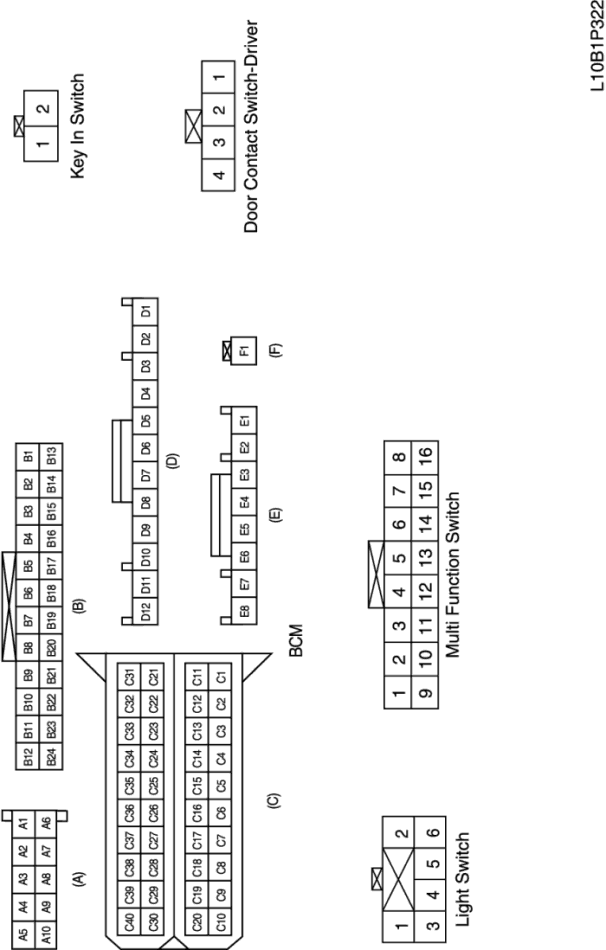 A5 A4 A3 A2 A1
A10 A9 A8 A7 A6
(A)
B12 B11 B10 B9 B8 B7 B6 B5 B4 B3 B2 B1
B24 B23 B22 B21 B20 B19 B18 B17 B16 B15 B14 B13
(B)
1 2
Key In Switch
C40 C39 C38 C37 C36 C35 C34 C33 C32 C31
C30 C29 C28 C27 C26 C25 C24 C23 C22 C21
C20 C19 C18 C17 C16 C15 C14 C13 C12 C11
C10 C9 C8 C7 C6 C5 C4 C3 C2 C1
(C)
D12 D11 D10 D9 D8 D7 D6 D5 D4 D3 D2 D1
(D)
E8 E7 E6 E5 E4 E3 E2 E1
(E)
F1
(F)
BCM
4 3 2 1
Door Contact Switch-Driver
1 2
3 4 5 6
Light Switch
1 2 3 4 5 6 7 8
9 10 11 12 13 14 15 16
Multi Function Switch
L10B1P322